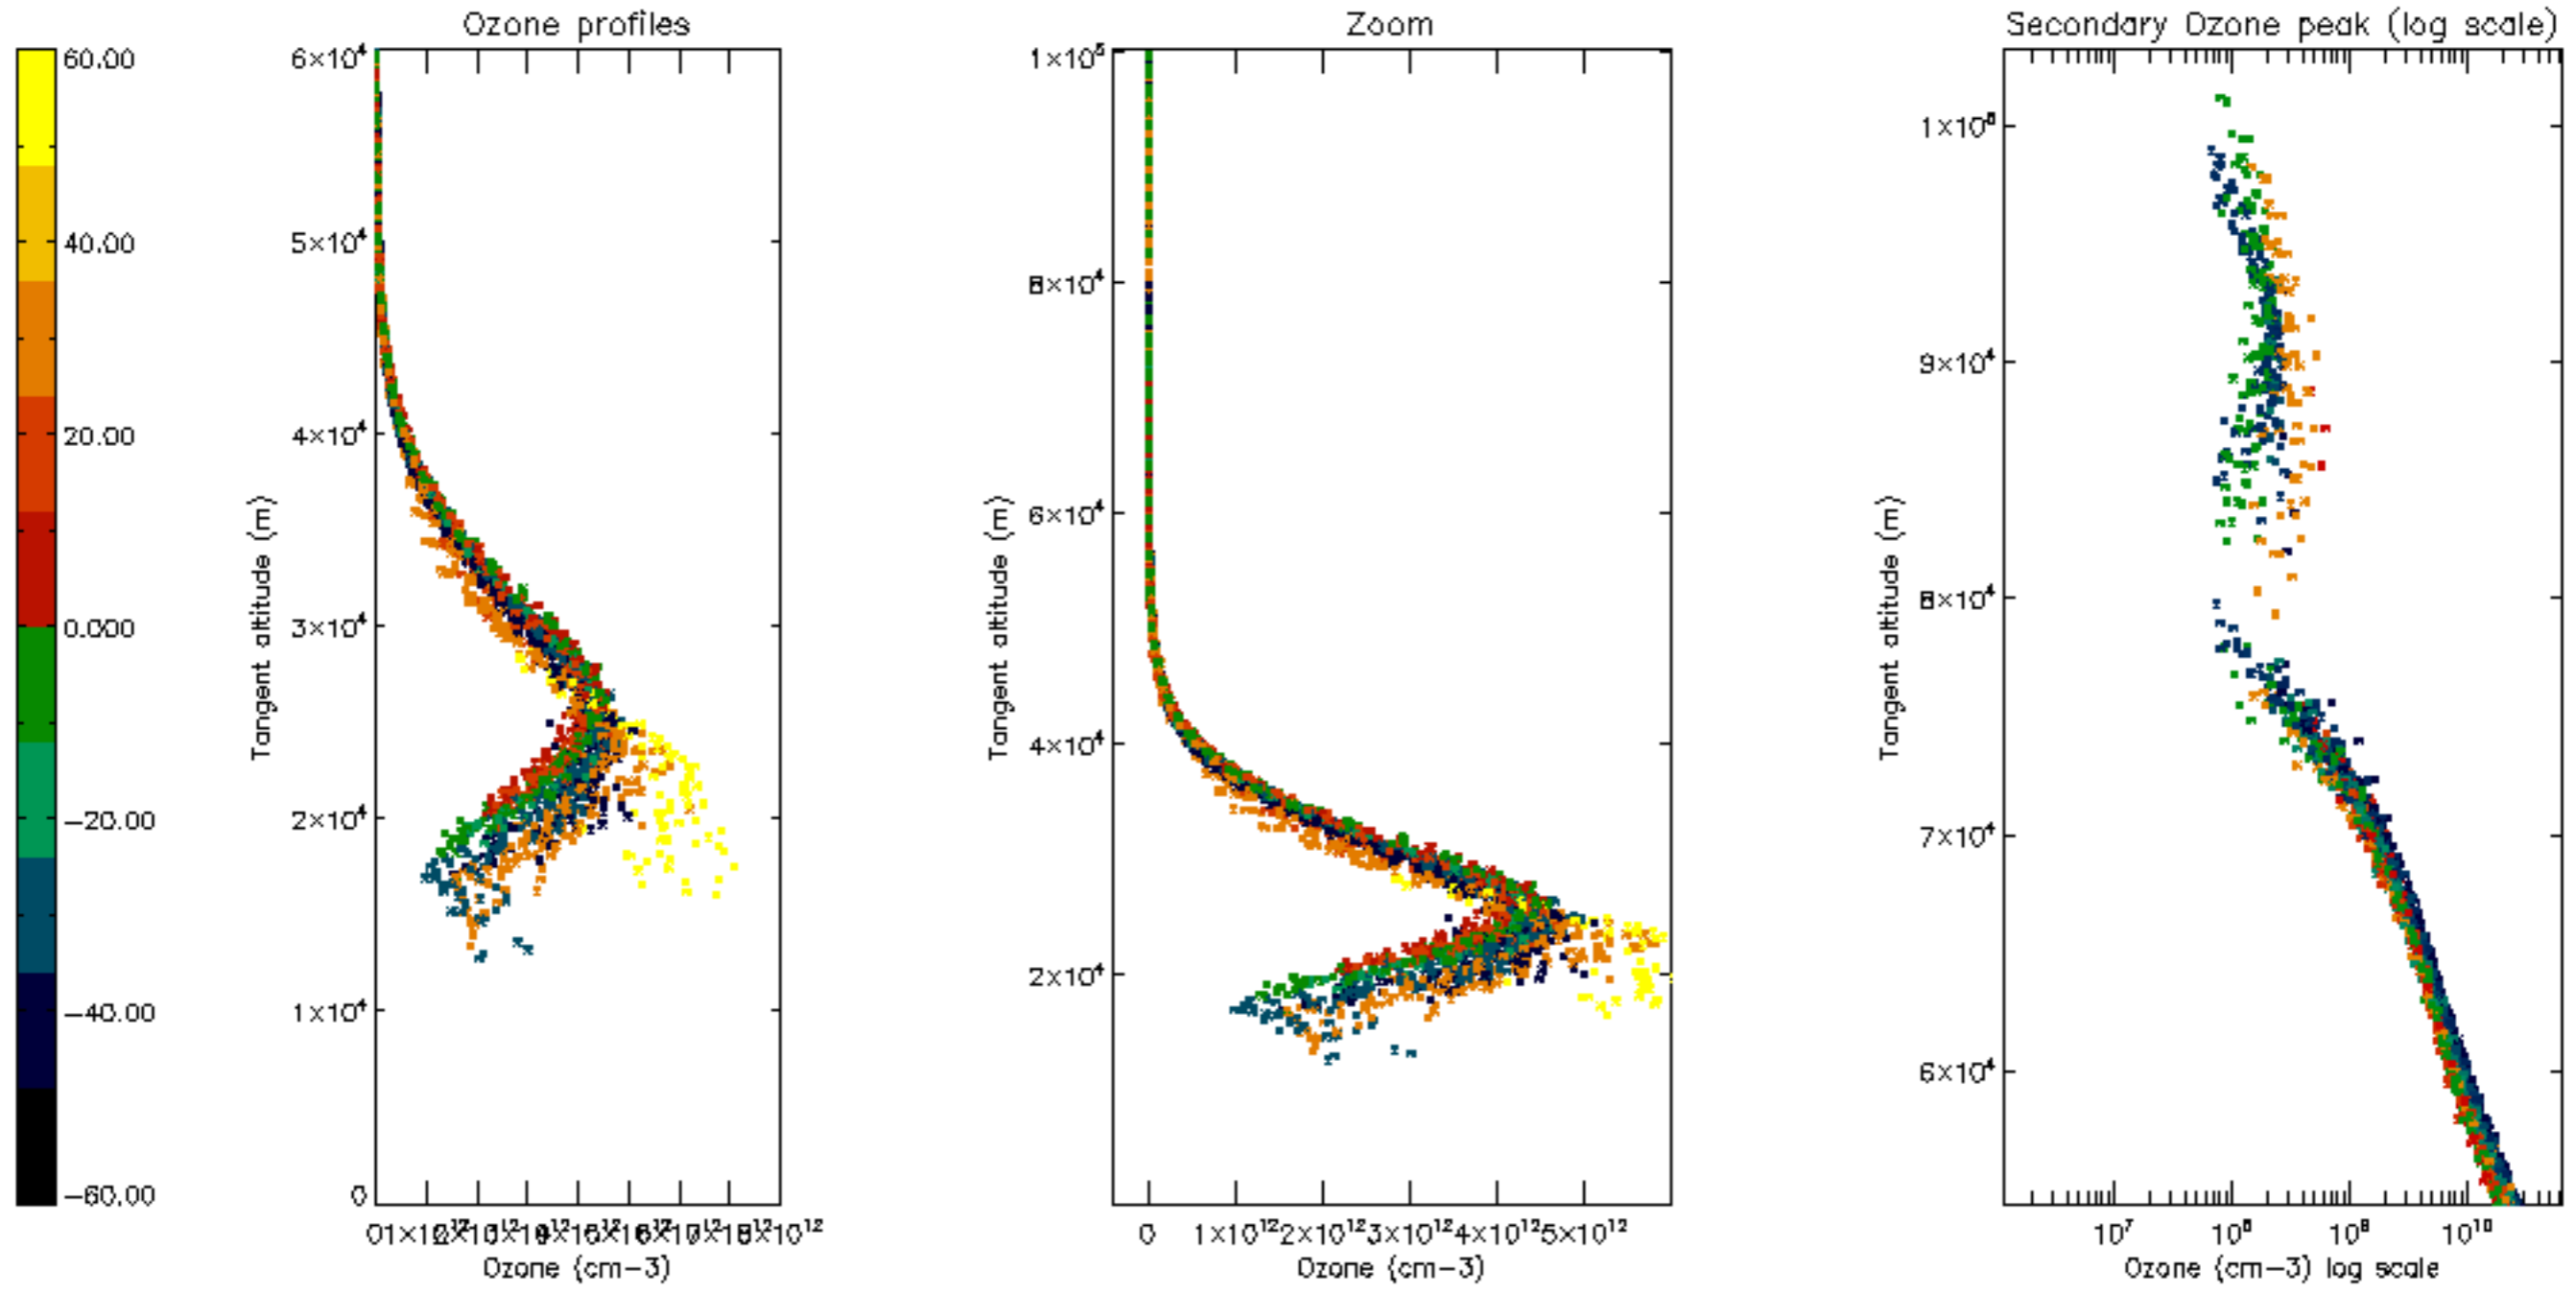 Ozone profiles
Zoom
Secondary Ozone peak (log scale)
60.00
40.00
20.00
0.000
−20.00
−40.00
−60.00
6×10⁴
5×10⁴
4×10⁴
3×10⁴
2×10⁴
1×10⁴
0
Tangent altitude (m)
Ozone (cm−3)
1×10⁵
8×10⁴
6×10⁴
4×10⁴
2×10⁴
Tangent altitude (m)
0 1×10¹² 2×10¹² 3×10¹² 4×10¹² 5×10¹²
Ozone (cm−3)
1×10⁵
9×10⁴
8×10⁴
7×10⁴
6×10⁴
Tangent altitude (m)
10⁷ 10⁸ 10⁹ 10¹⁰
Ozone (cm−3) log scale